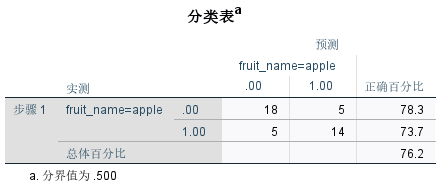 分类表a
预测
fruit_name=apple
实测 .00 1.00 正确百分比
步骤 1 fruit_name=apple .00 18 5 78.3
1.00 5 14 73.7
总体百分比 76.2
a. 分界值为 .500